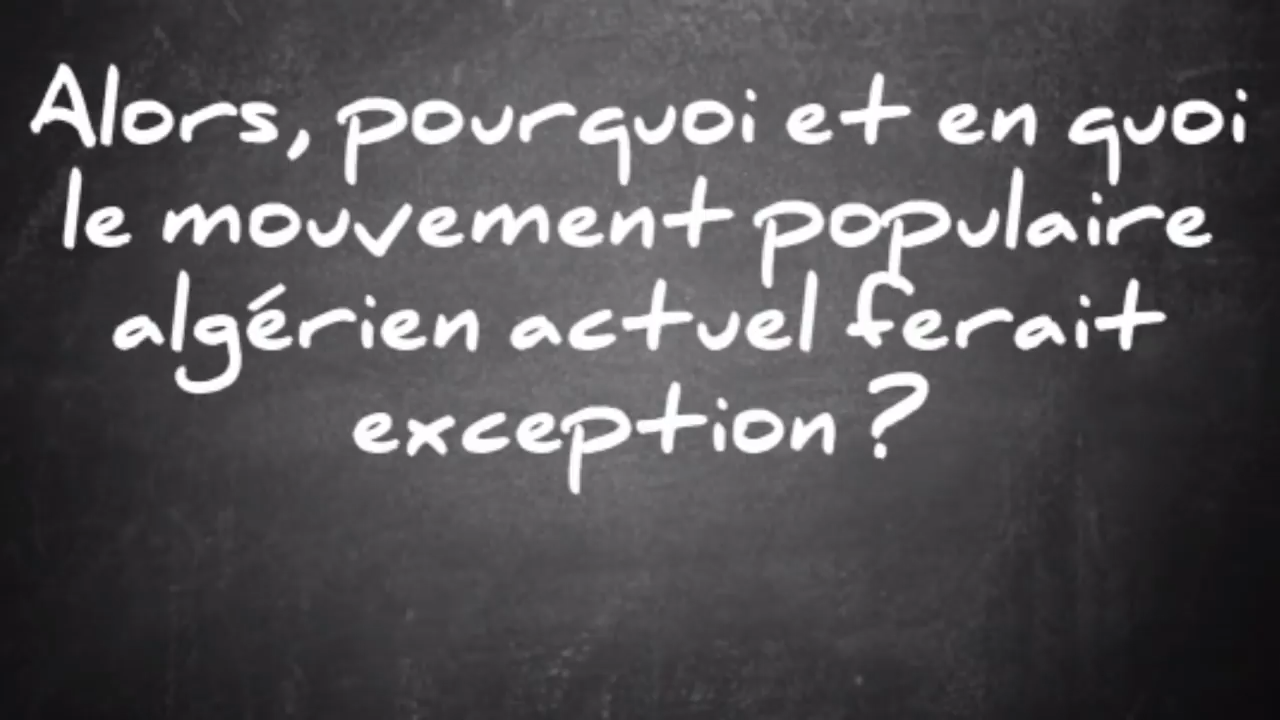 Alors, pourquoi et en quoi
le mouvement populaire
algérien actuel ferait
exception ?